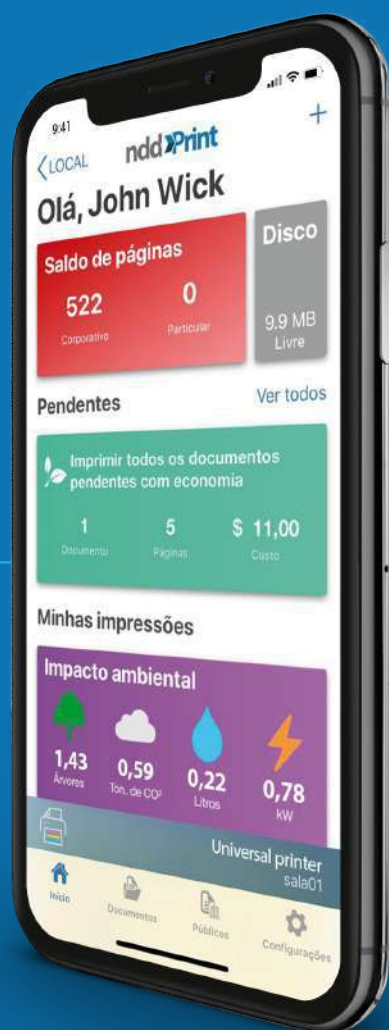 9:41
LOCAL
ndd Print
+
Olá, John Wick
Saldo de páginas
522
0
Corporativo
Particular
Disco
9.9 MB
Livre
Pendentes
Ver todos
Imprimir todos os documentos
pendentes com economia
1
5
$ 11,00
Documento
Páginas
Custo
Minhas impressões
Impacto ambiental
1,43
0,59
0,22
0,78
Árvores
Ton. de CO²
Litros
kW
Universal printer
sala01
Início
Documentos
Públicos
Configurações